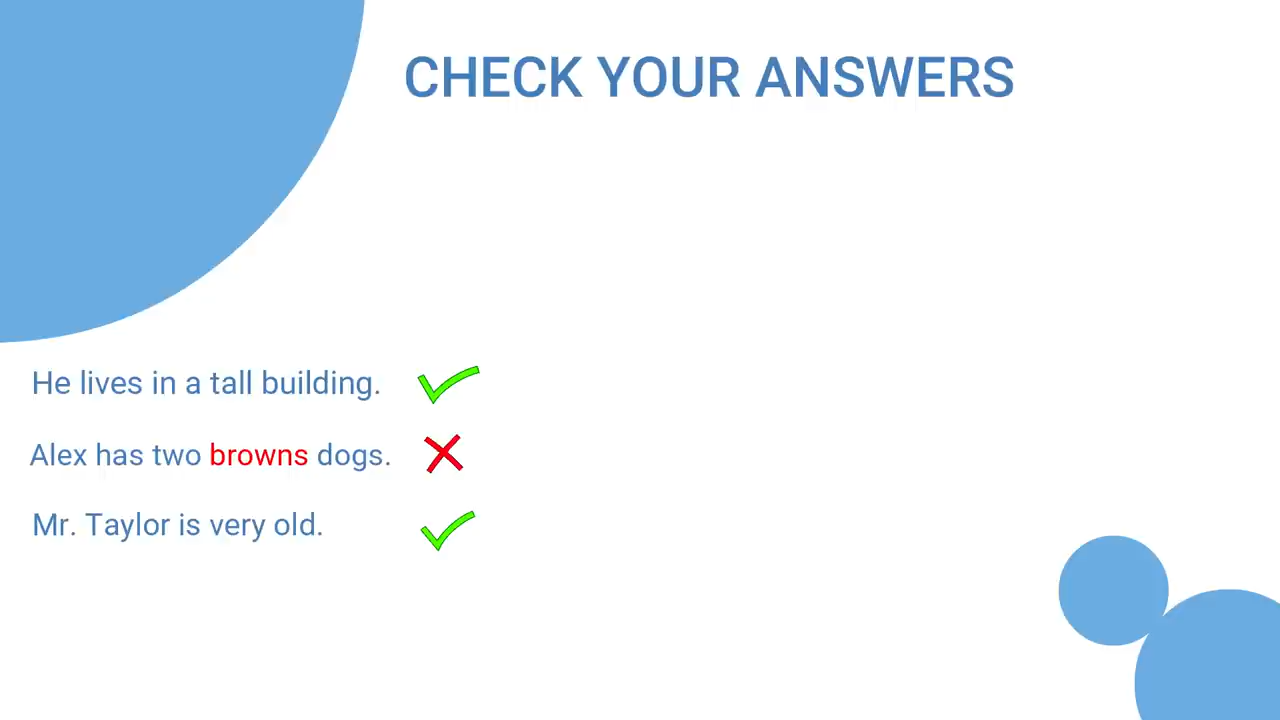 CHECK YOUR ANSWERS
He lives in a tall building.
Alex has two browns dogs.
Mr. Taylor is very old.